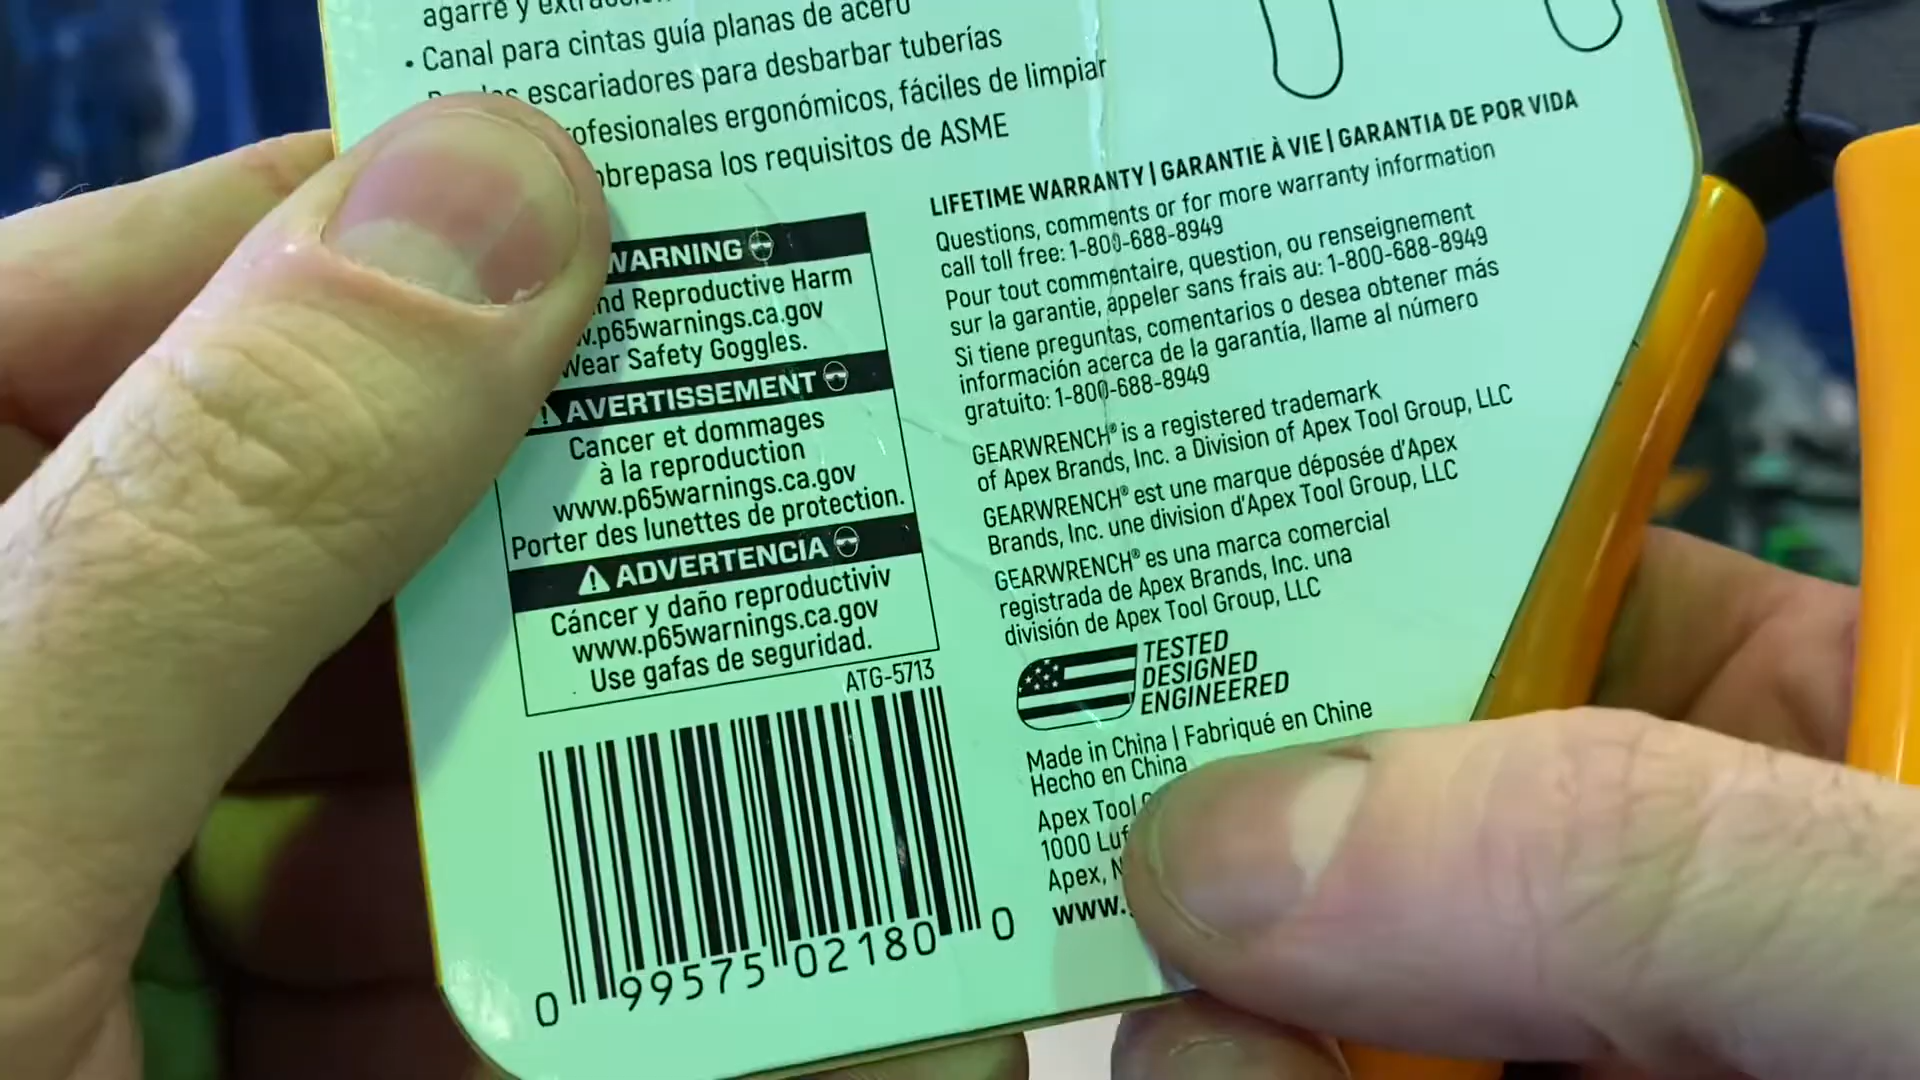 agarre y
• Canal para cintas guía planas de acero
escariadores para desbarbar tuberías
ergonómicos, fáciles de limpiar
los requisitos de ASME
WARNING
Reproductive Harm
Wear Safety Goggles.
AVERTISSEMENT
Cancer et dommages
à la reproduction
www.p65warnings.ca.gov
Porter des lunettes de protection.
ADVERTENCIA
Cáncer y daño reproductiviv
www.p65warnings.ca.gov
Use gafas de seguridad.
ATG-5713
0 99575 02180 0
LIFETIME WARRANTY | GARANTIE À VIE | GARANTIA DE POR VIDA
Questions, comments or for more warranty information
call toll free: 1-800-688-8949
Pour tout commentaire, question, ou renseignement
sur la garantie, appeler sans frais au: 1-800-688-8949
Si tiene preguntas, comentarios o desea obtener más
información acerca de la garantía, llame al número
gratuito: 1-800-688-8949
GEARWRENCH® is a registered trademark
of Apex Brands, Inc. a Division of Apex Tool Group, LLC
GEARWRENCH® est une marque déposée d'Apex
Brands, Inc. une division d'Apex Tool Group, LLC
GEARWRENCH® es una marca comercial
registrada de Apex Brands, Inc. una
división de Apex Tool Group, LLC
TESTED
DESIGNED
ENGINEERED
Made in China | Fabriqué en Chine
Hecho en China
Apex Tool
1000
Apex,
www.